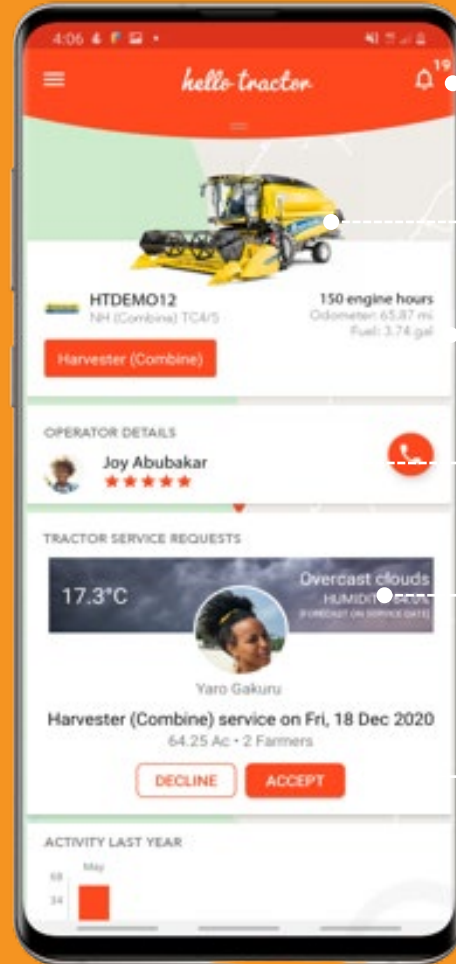 4:06
19
hello tractor
HTDEMO12
150 engine hours
NH (Combine) TC4/5
Odometer: 65.87 mi
Fuel: 3.74 gal
Harvester (Combine)
OPERATOR DETAILS
Joy Abubakar
TRACTOR SERVICE REQUESTS
17.3°C
Overcast clouds
HUMIDITY 64.0%
[FORECAST ON SERVICE DATE]
Yaro Gakuru
Harvester (Combine) service on Fri, 18 Dec 2020
64.25 Ac • 2 Farmers
DECLINE
ACCEPT
ACTIVITY LAST YEAR
May
68
34